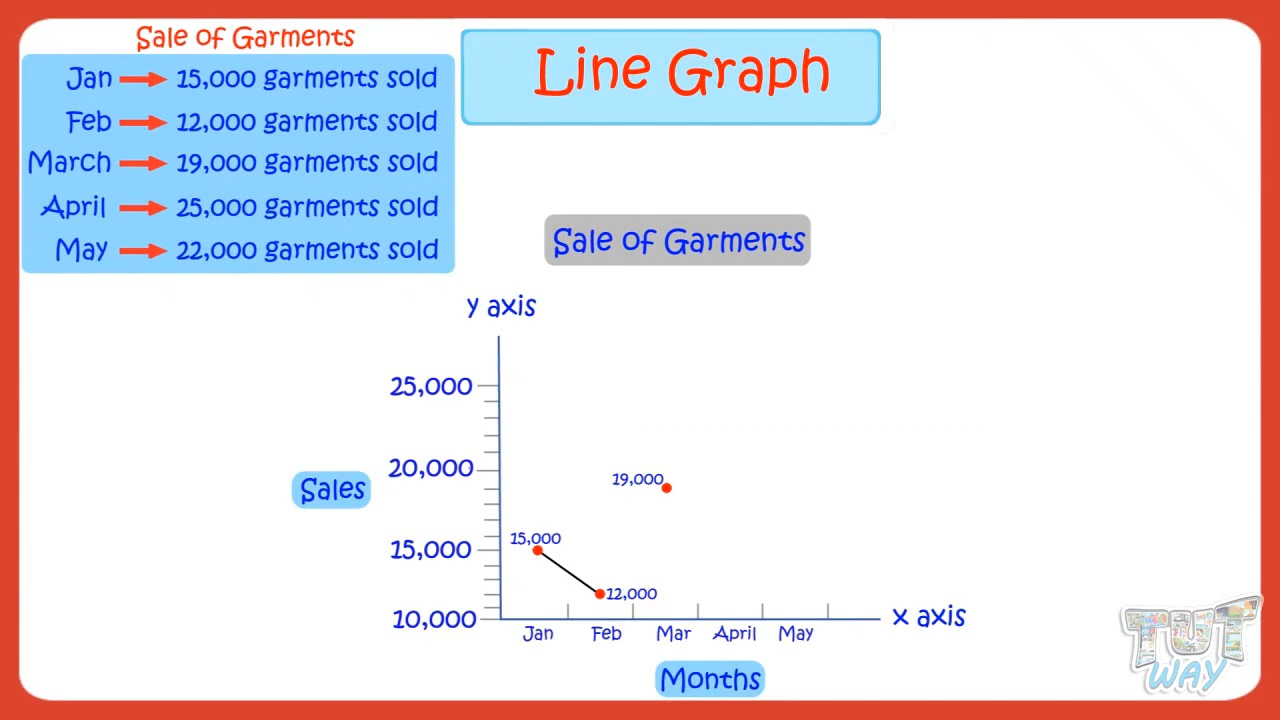 Sale of Garments
Jan 15,000 garments sold
Feb 12,000 garments sold
March 19,000 garments sold
April 25,000 garments sold
May 22,000 garments sold
Line Graph
Sale of Garments
y axis
25,000
20,000
15,000
10,000
Sales
19,000
15,000
12,000
x axis
Jan Feb Mar April May
Months
TUT
WAY